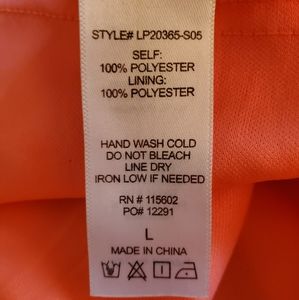 STYLE# LP20365-S05
SELF:
100% POLYESTER
LINING:
100% POLYESTER
HAND WASH COLD
DO NOT BLEACH
LINE DRY
IRON LOW IF NEEDED
RN # 115602
PO# 12291
L
MADE IN CHINA